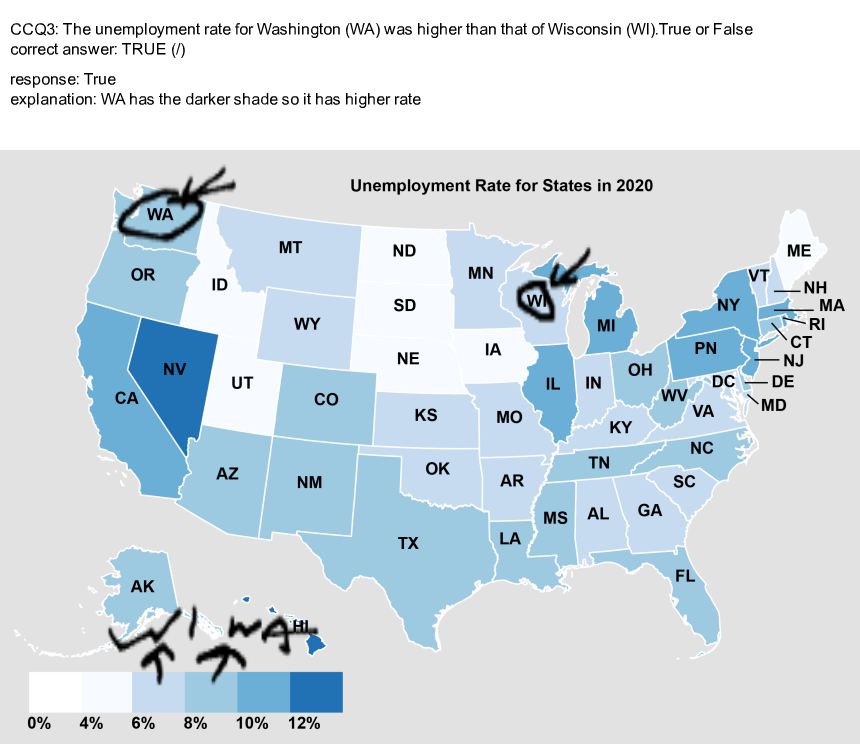 CCQ3: The unemployment rate for Washington (WA) was higher than that of Wisconsin (WI).True or False
correct answer: TRUE (/)
response: True
explanation: WA has the darker shade so it has higher rate
Unemployment Rate for States in 2020
WA
MT
ND
MN
ME
VT
OR
ID
SD
WI
NH
WY
MI
NY
MA
RI
NE
IA
PN
CT
NV
UT
IL
IN
OH
NJ
CA
CO
DC
DE
WV
MD
KS
MO
VA
KY
NC
AZ
NM
OK
TN
AR
SC
TX
MS
AL
GA
LA
FL
AK
WI WA
HI
0% 4% 6% 8% 10% 12%